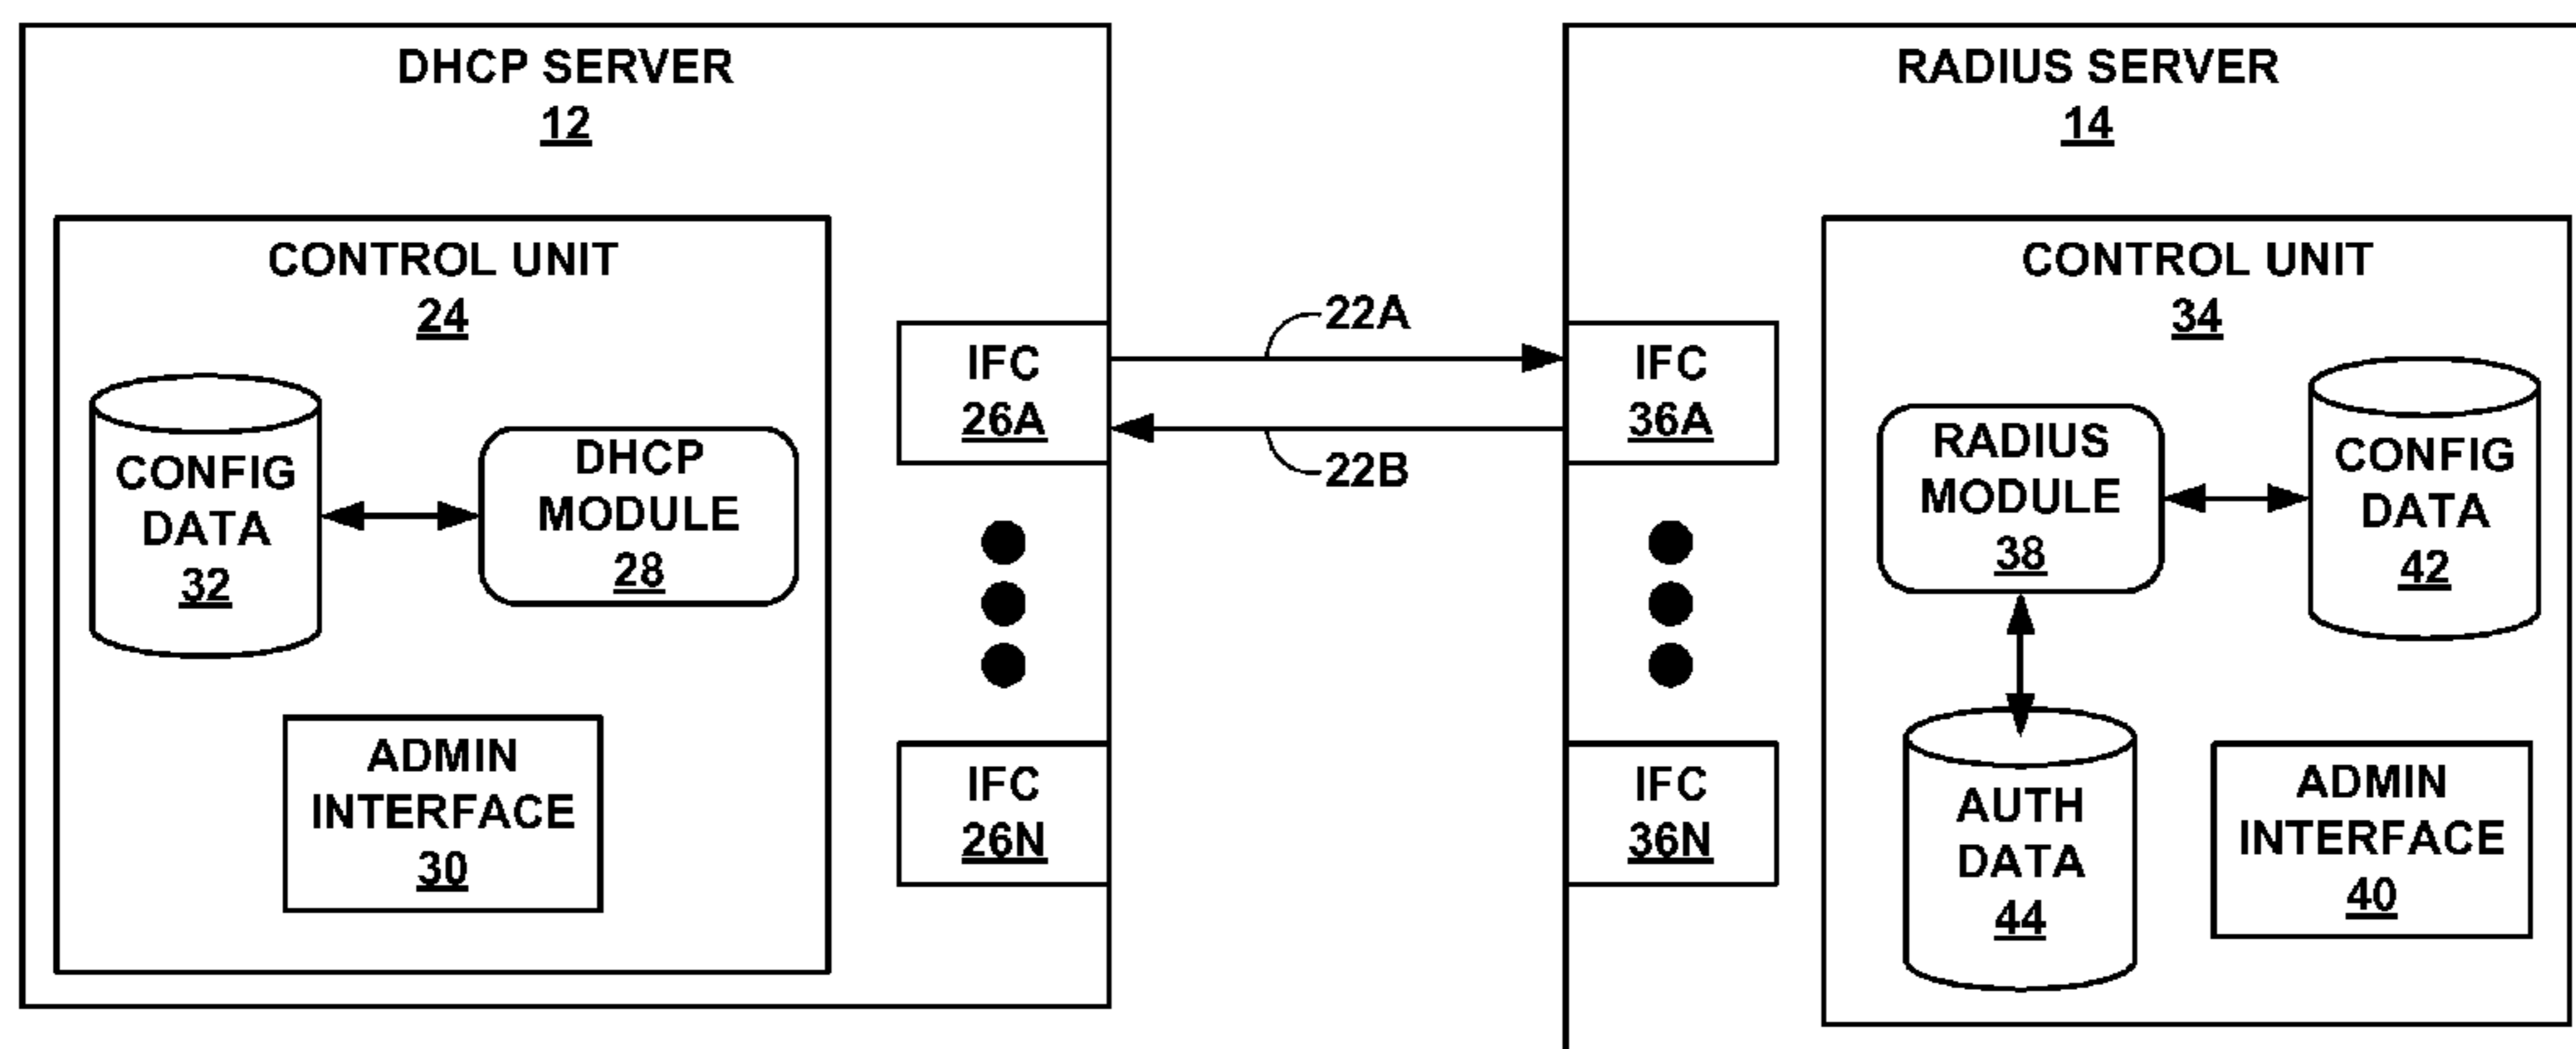 DHCP SERVER
12
CONTROL UNIT
24
CONFIG
DATA
32
DHCP
MODULE
28
ADMIN
INTERFACE
30
IFC
26A
IFC
26N
22A
22B
RADIUS SERVER
14
IFC
36A
IFC
36N
CONTROL UNIT
34
RADIUS
MODULE
38
CONFIG
DATA
42
AUTH
DATA
44
ADMIN
INTERFACE
40